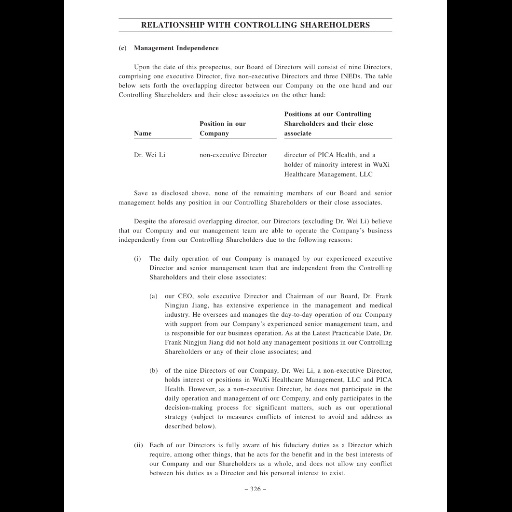 RELATIONSHIP WITH CONTROLLING SHAREHOLDERS
(c) Management Independence
Upon the date of this prospectus, our Board of Directors will consist of nine Directors,
comprising one executive Director, five non-executive Directors and three INEDs. The table
below sets forth the overlapping director between our Company on the one hand and our
Controlling Shareholders and their close associates on the other hand:
Positions at our Controlling
Position in our Shareholders and their close
Name Company associate
Dr. Wei Li non-executive Director director of PICA Health, and a
holder of minority interest in WuXi
Healthcare Management, LLC
Save as disclosed above, none of the remaining members of our Board and senior
management holds any position in our Controlling Shareholders or their close associates.
Despite the aforesaid overlapping director, our Directors (excluding Dr. Wei Li) believe
that our Company and our management team are able to operate the Company's business
independently from our Controlling Shareholders due to the following reasons:
(i) The daily operation of our Company is managed by our experienced executive
Director and senior management team that are independent from the Controlling
Shareholders and their close associates:
(a) our CEO, sole executive Director and Chairman of our Board, Dr. Frank
Ningjun Jiang, has extensive experience in the management and medical
industry. He oversees and manages the day-to-day operation of our Company
with support from our Company's experienced senior management team, and
is responsible for our business operation. As at the Latest Practicable Date, Dr.
Frank Ningjun Jiang did not hold any management positions in our Controlling
Shareholders or any of their close associates; and
(b) of the nine Directors of our Company, Dr. Wei Li, a non-executive Director,
holds interest or positions in WuXi Healthcare Management, LLC and PICA
Health. However, as a non-executive Director, he does not participate in the
daily operation and management of our Company, and only participates in the
decision-making process for significant matters, such as our operational
strategy (subject to measures conflicts of interest to avoid and address as
described below).
(ii) Each of our Directors is fully aware of his fiduciary duties as a Director which
require, among other things, that he acts for the benefit and in the best interests of
our Company and our Shareholders as a whole, and does not allow any conflict
between his duties as a Director and his personal interest to exist.
– 126 –